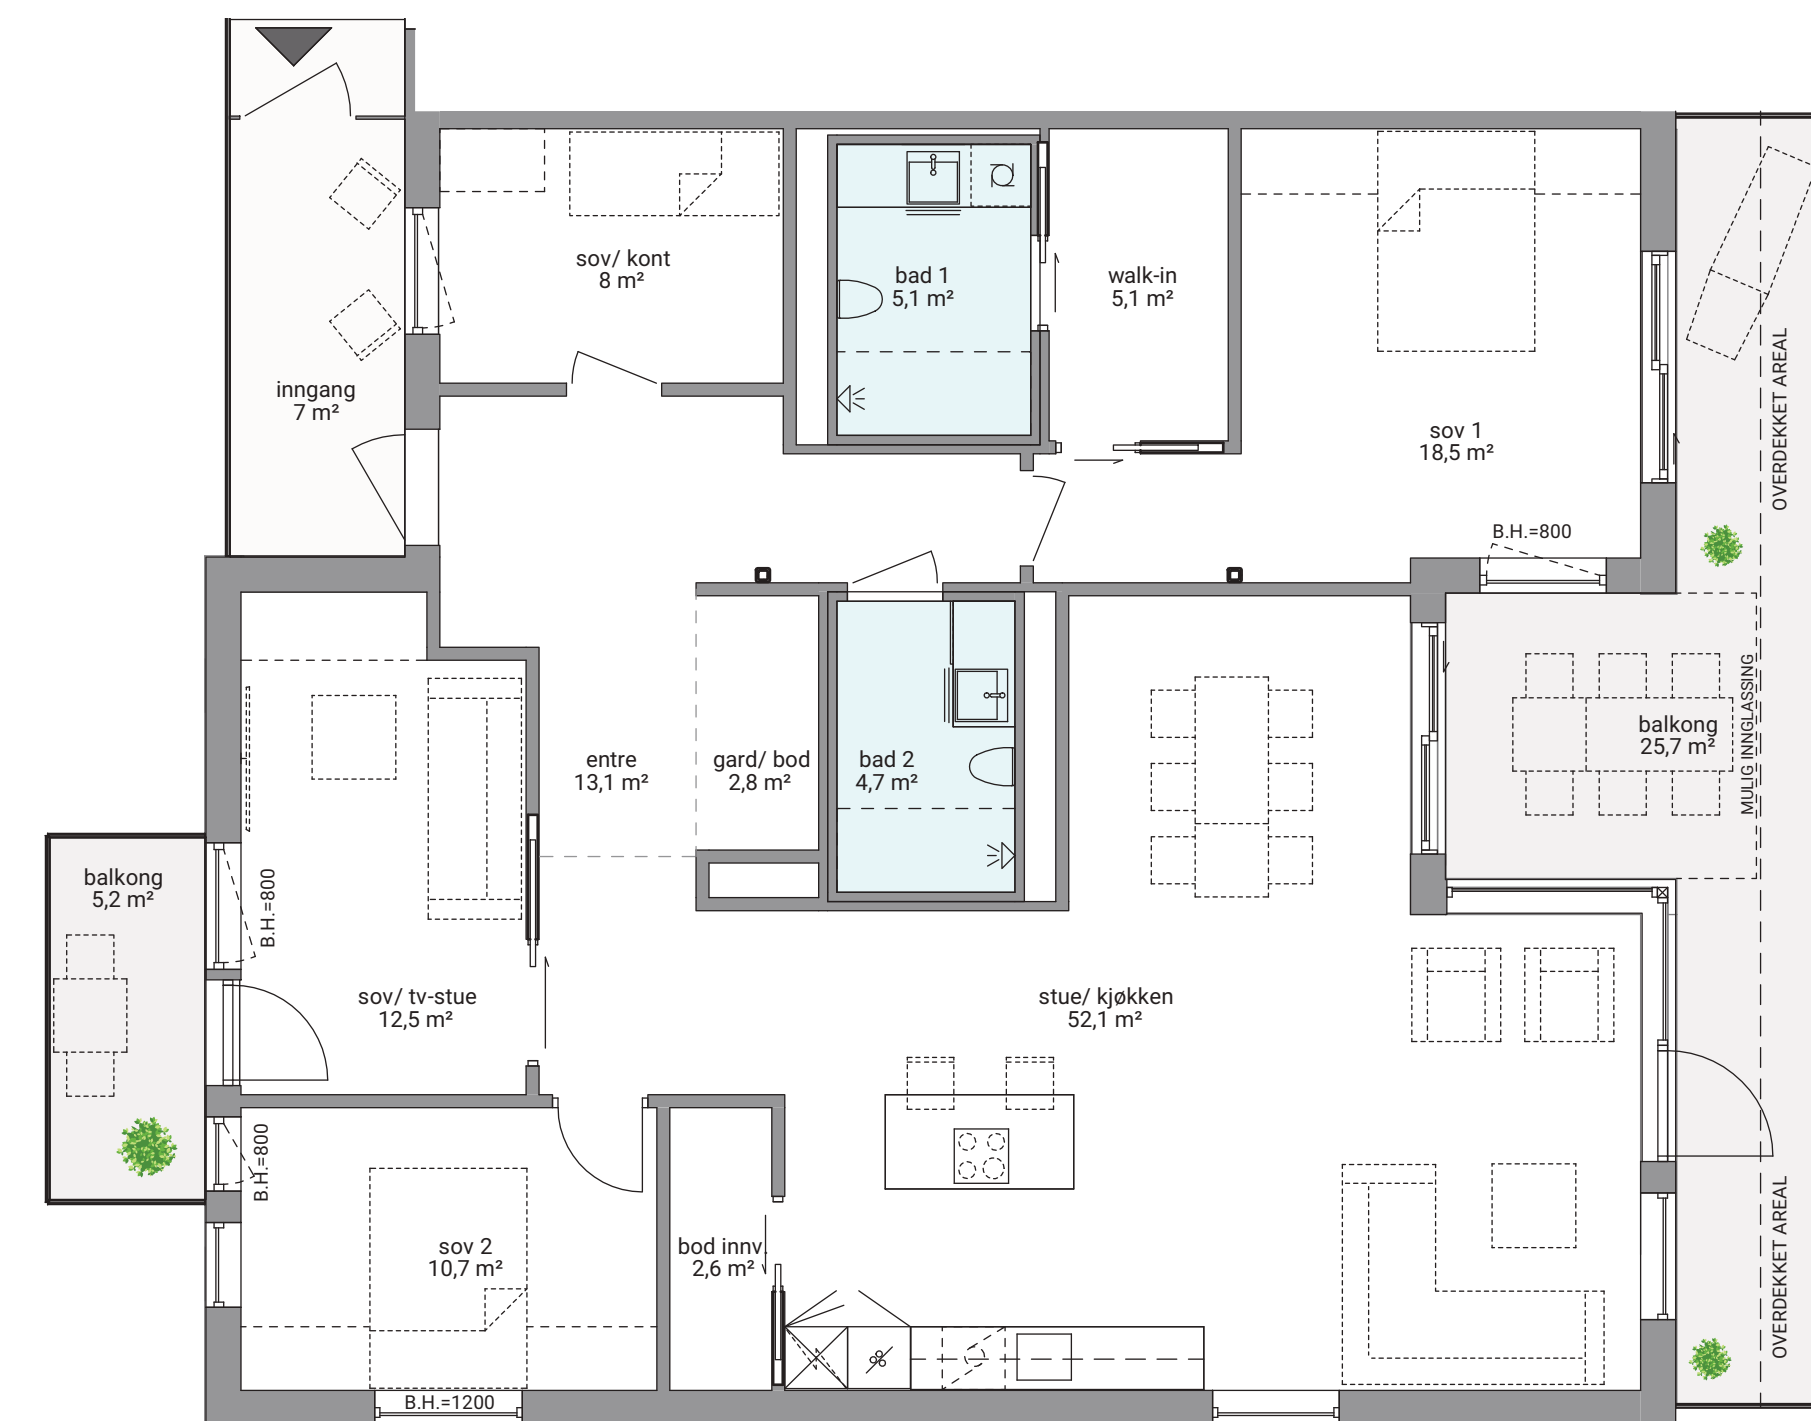 sov/ kont
8 m²
bad 1
5,1 m²
walk-in
5,1 m²
inngang
7 m²
sov 1
18,5 m²
OVERDEKKET AREAL
B.H.=800
entre
13,1 m²
gard/ bod
2,8 m²
bad 2
4,7 m²
balkong
25,7 m²
MULIG INNGLASSING
balkong
5,2 m²
B.H.=800
sov/ tv-stue
12,5 m²
stue/ kjøkken
52,1 m²
B.H.=800
sov 2
10,7 m²
bod innv.
2,6 m²
OVERDEKKET AREAL
B.H.=1200